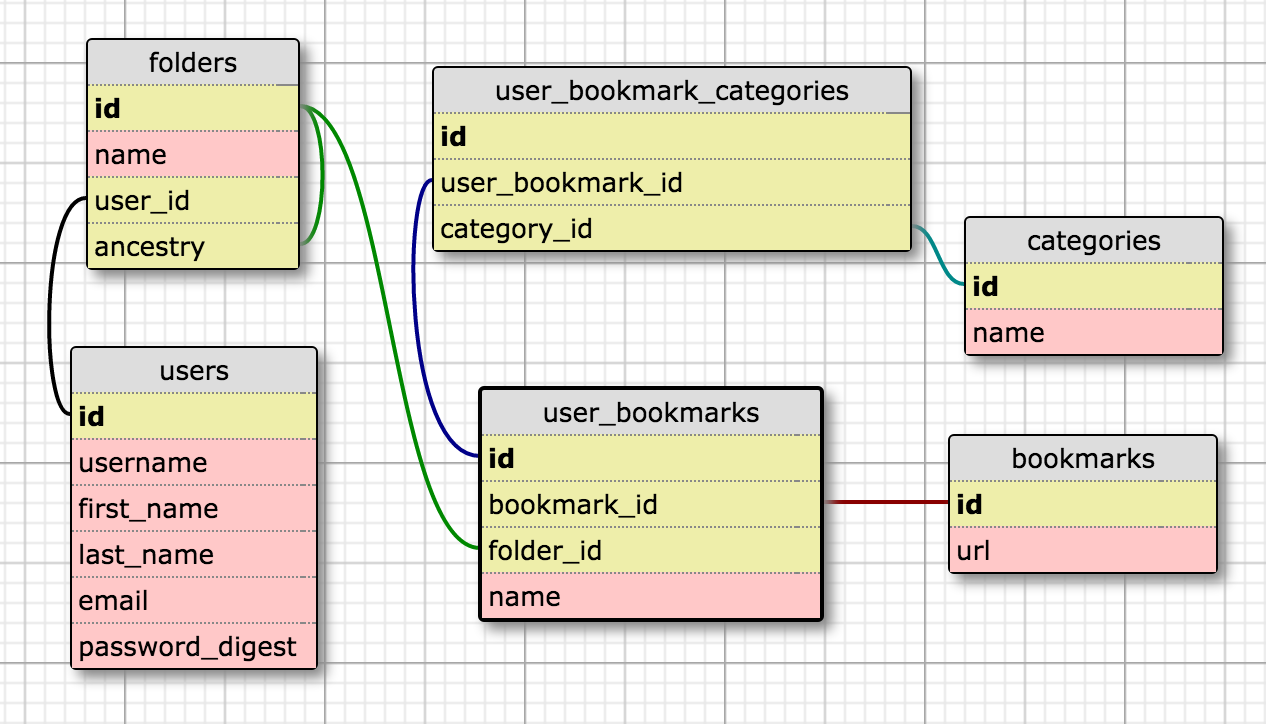 folders
id
name
user_id
ancestry
user_bookmark_categories
id
user_bookmark_id
category_id
categories
id
name
users
id
username
first_name
last_name
email
password_digest
user_bookmarks
id
bookmark_id
folder_id
name
bookmarks
id
url